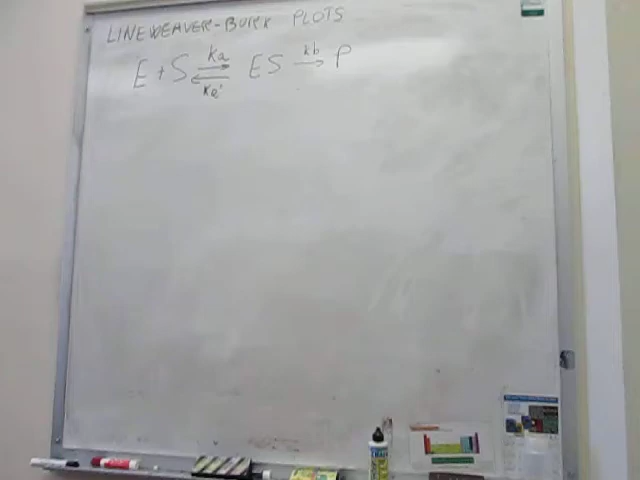 LINEWEAVER-BURK PLOTS
E + S ⇌ ES → P
ka kb
ka'